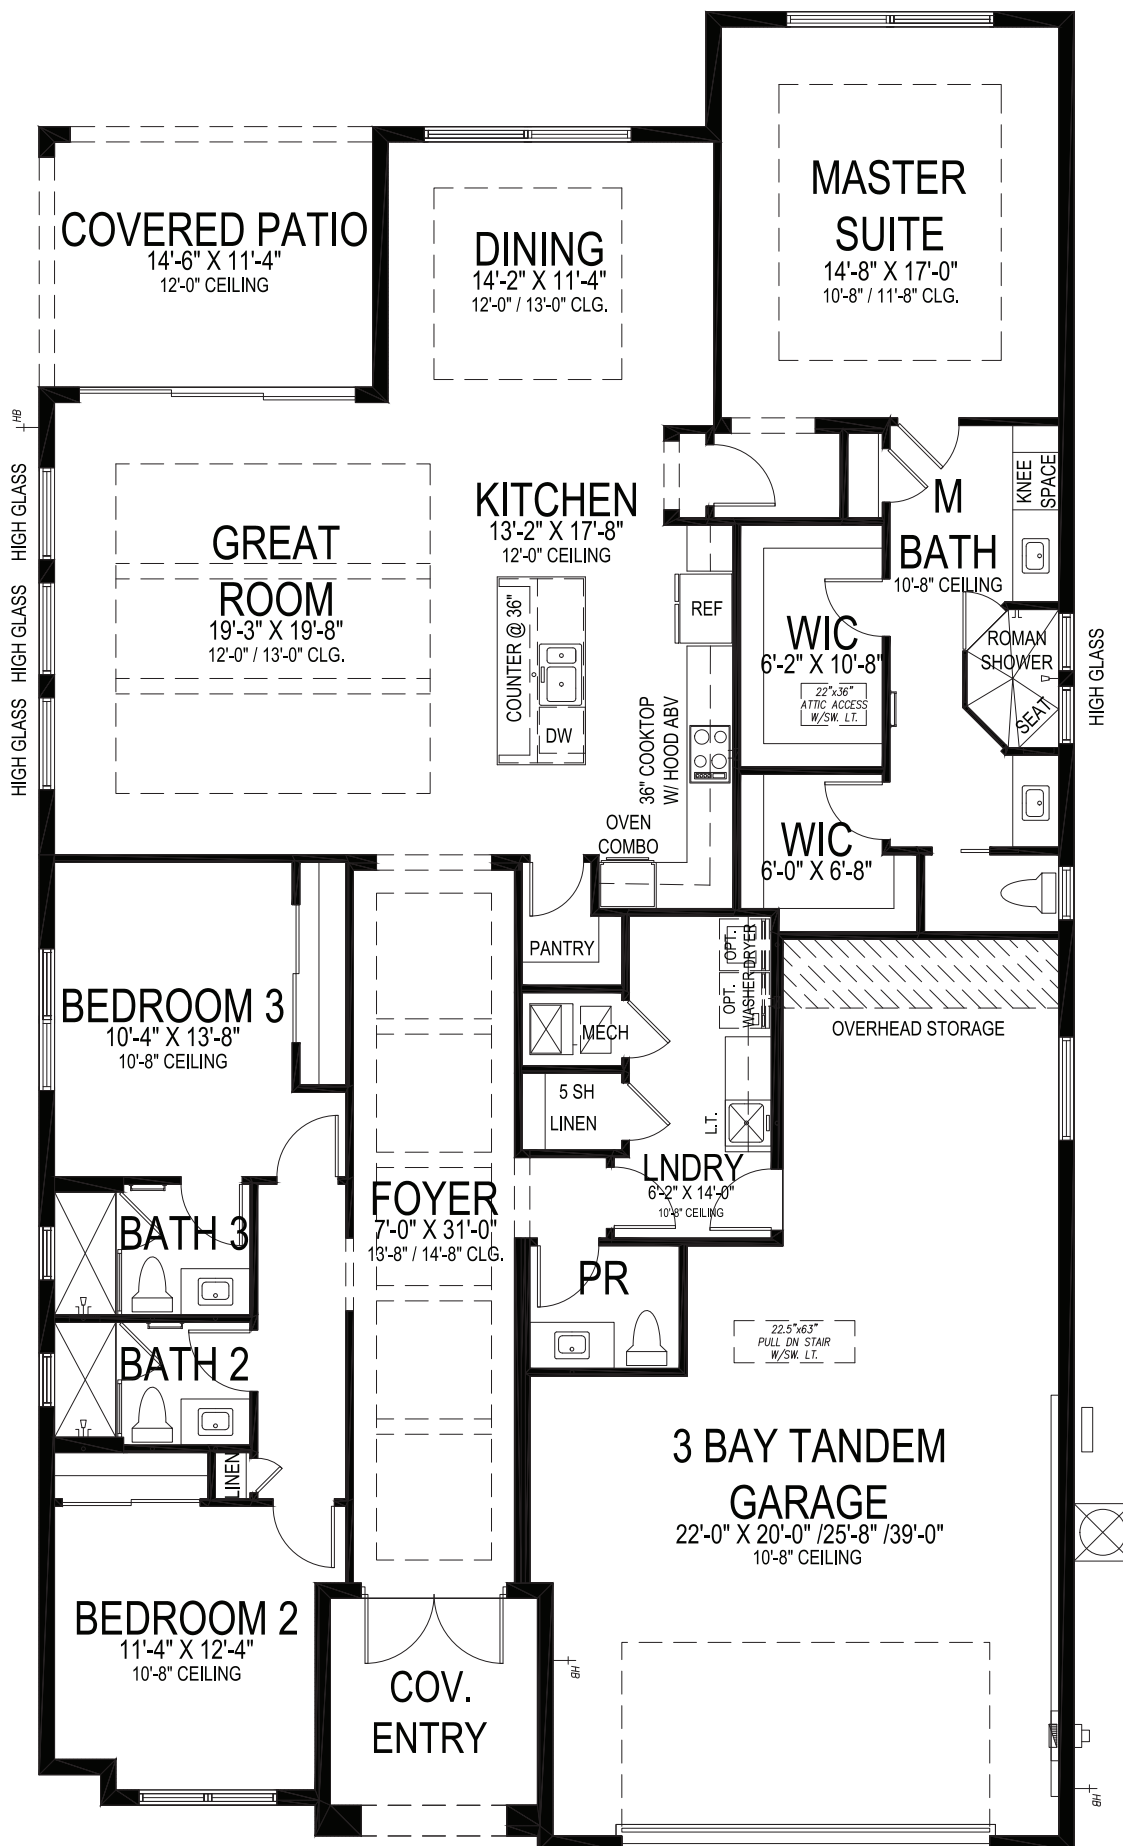 MASTER
SUITE
14'-8" X 17'-0"
10'-8" / 11'-8" CLG.
COVERED PATIO
14'-6" X 11'-4"
12'-0" CEILING
DINING
14'-2" X 11'-4"
12'-0" / 13'-0" CLG.
HB
HIGH GLASS
HIGH GLASS
HIGH GLASS
GREAT
ROOM
19'-3" X 19'-8"
12'-0" / 13'-0" CLG.
KITCHEN
13'-2" X 17'-8"
12'-0" CEILING
COUNTER @ 36"
DW
REF
36" COOKTOP
W/ HOOD ABV
OVEN
COMBO
M
BATH
10'-8" CEILING
KNEE
SPACE
WIC
6'-2" X 10'-8"
22"x36"
ATTIC ACCESS
W/SW. LT.
ROMAN
SHOWER
SEAT
HIGH GLASS
WIC
6'-0" X 6'-8"
PANTRY
OPT.
WASHER
OPT.
DRYER
MECH
5 SH
LINEN
L.T.
LNDRY
6'-2" X 14'-0"
10'-8" CEILING
OVERHEAD STORAGE
BEDROOM 3
10'-4" X 13'-8"
10'-8" CEILING
FOYER
7'-0" X 31'-0"
13'-8" / 14'-8" CLG.
BATH 3
PR
BATH 2
LINEN
22.5"x63"
PULL DN STAIR
W/SW. LT.
3 BAY TANDEM
GARAGE
22'-0" X 20'-0" /25'-8" /39'-0"
10'-8" CEILING
BEDROOM 2
11'-4" X 12'-4"
10'-8" CEILING
COV.
ENTRY
HB
HB